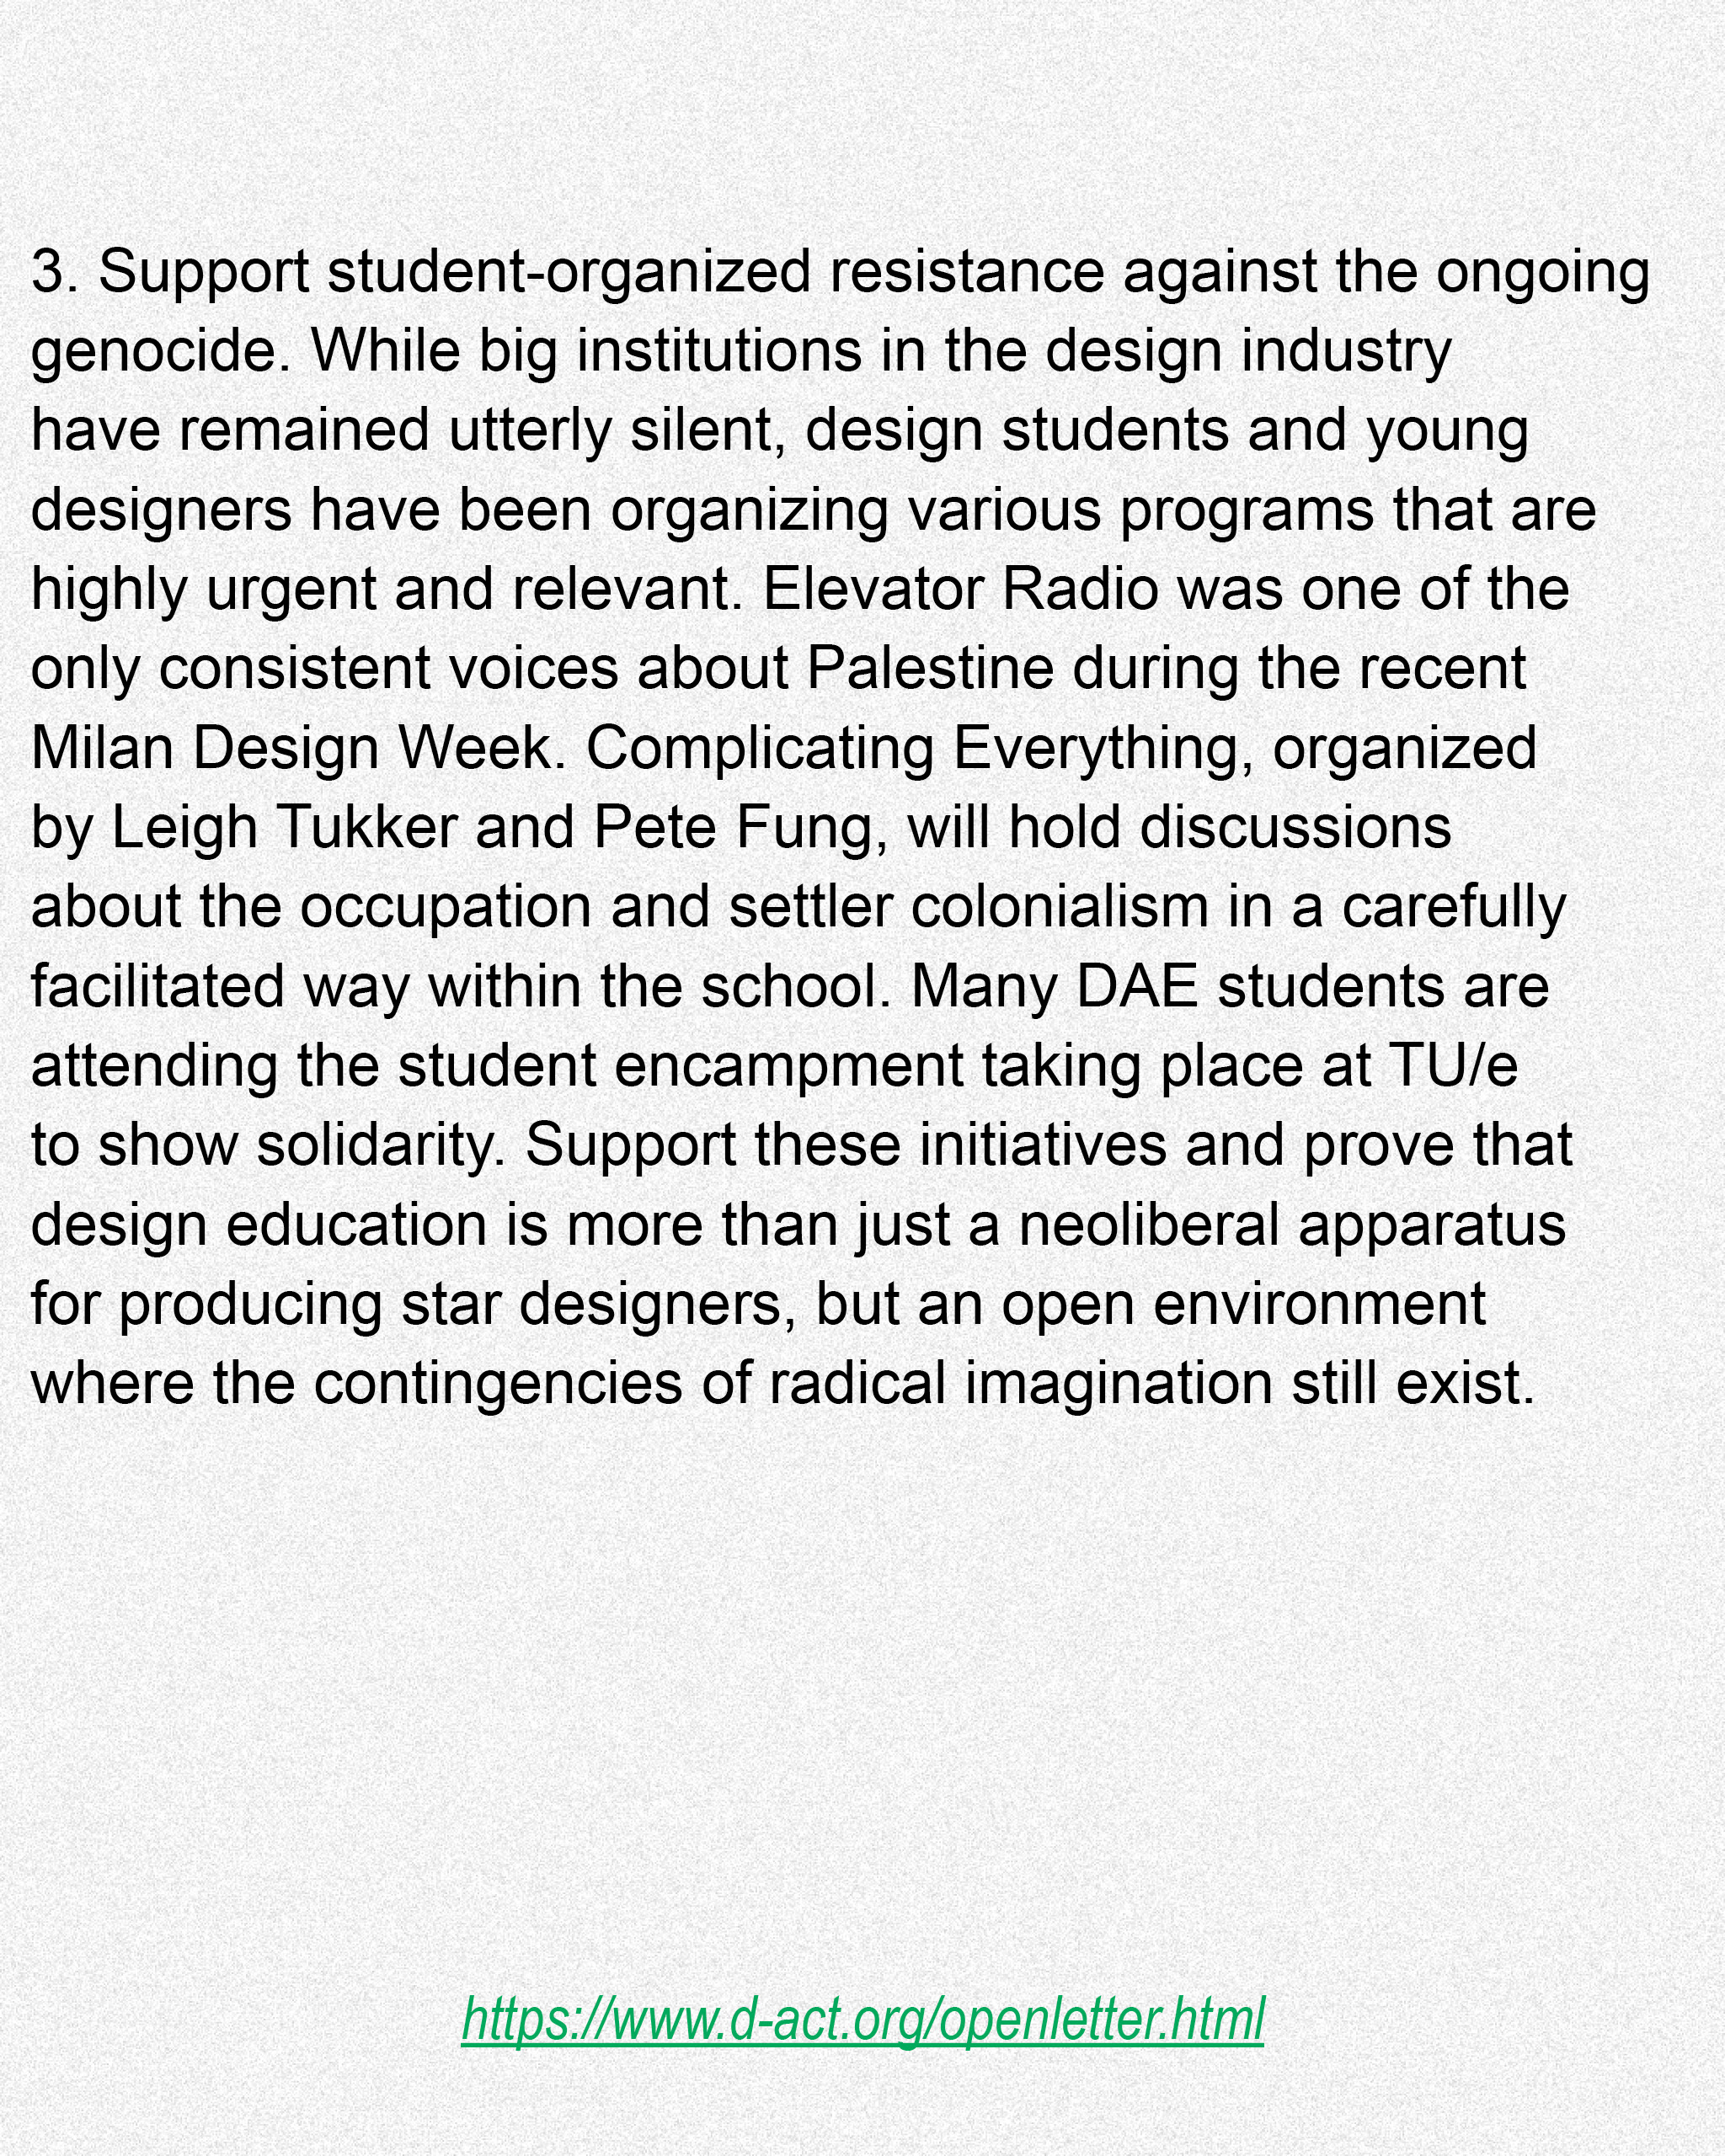 3. Support student-organized resistance against the ongoing
genocide. While big institutions in the design industry
have remained utterly silent, design students and young
designers have been organizing various programs that are
highly urgent and relevant. Elevator Radio was one of the
only consistent voices about Palestine during the recent
Milan Design Week. Complicating Everything, organized
by Leigh Tukker and Pete Fung, will hold discussions
about the occupation and settler colonialism in a carefully
facilitated way within the school. Many DAE students are
attending the student encampment taking place at TU/e
to show solidarity. Support these initiatives and prove that
design education is more than just a neoliberal apparatus
for producing star designers, but an open environment
where the contingencies of radical imagination still exist.
https://www.d-act.org/openletter.html